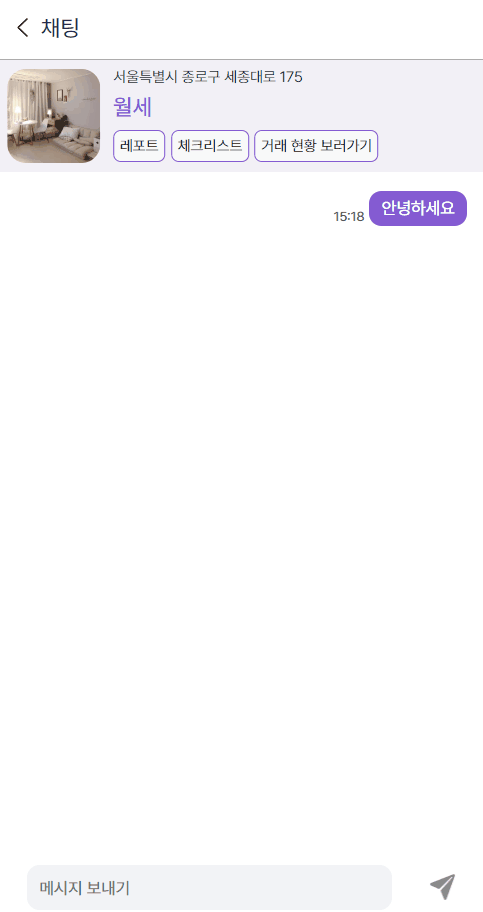 채팅
서울특별시 종로구 세종대로 175
월세
레포트 체크리스트 거래 현황 보러가기
15:18 안녕하세요
메시지 보내기